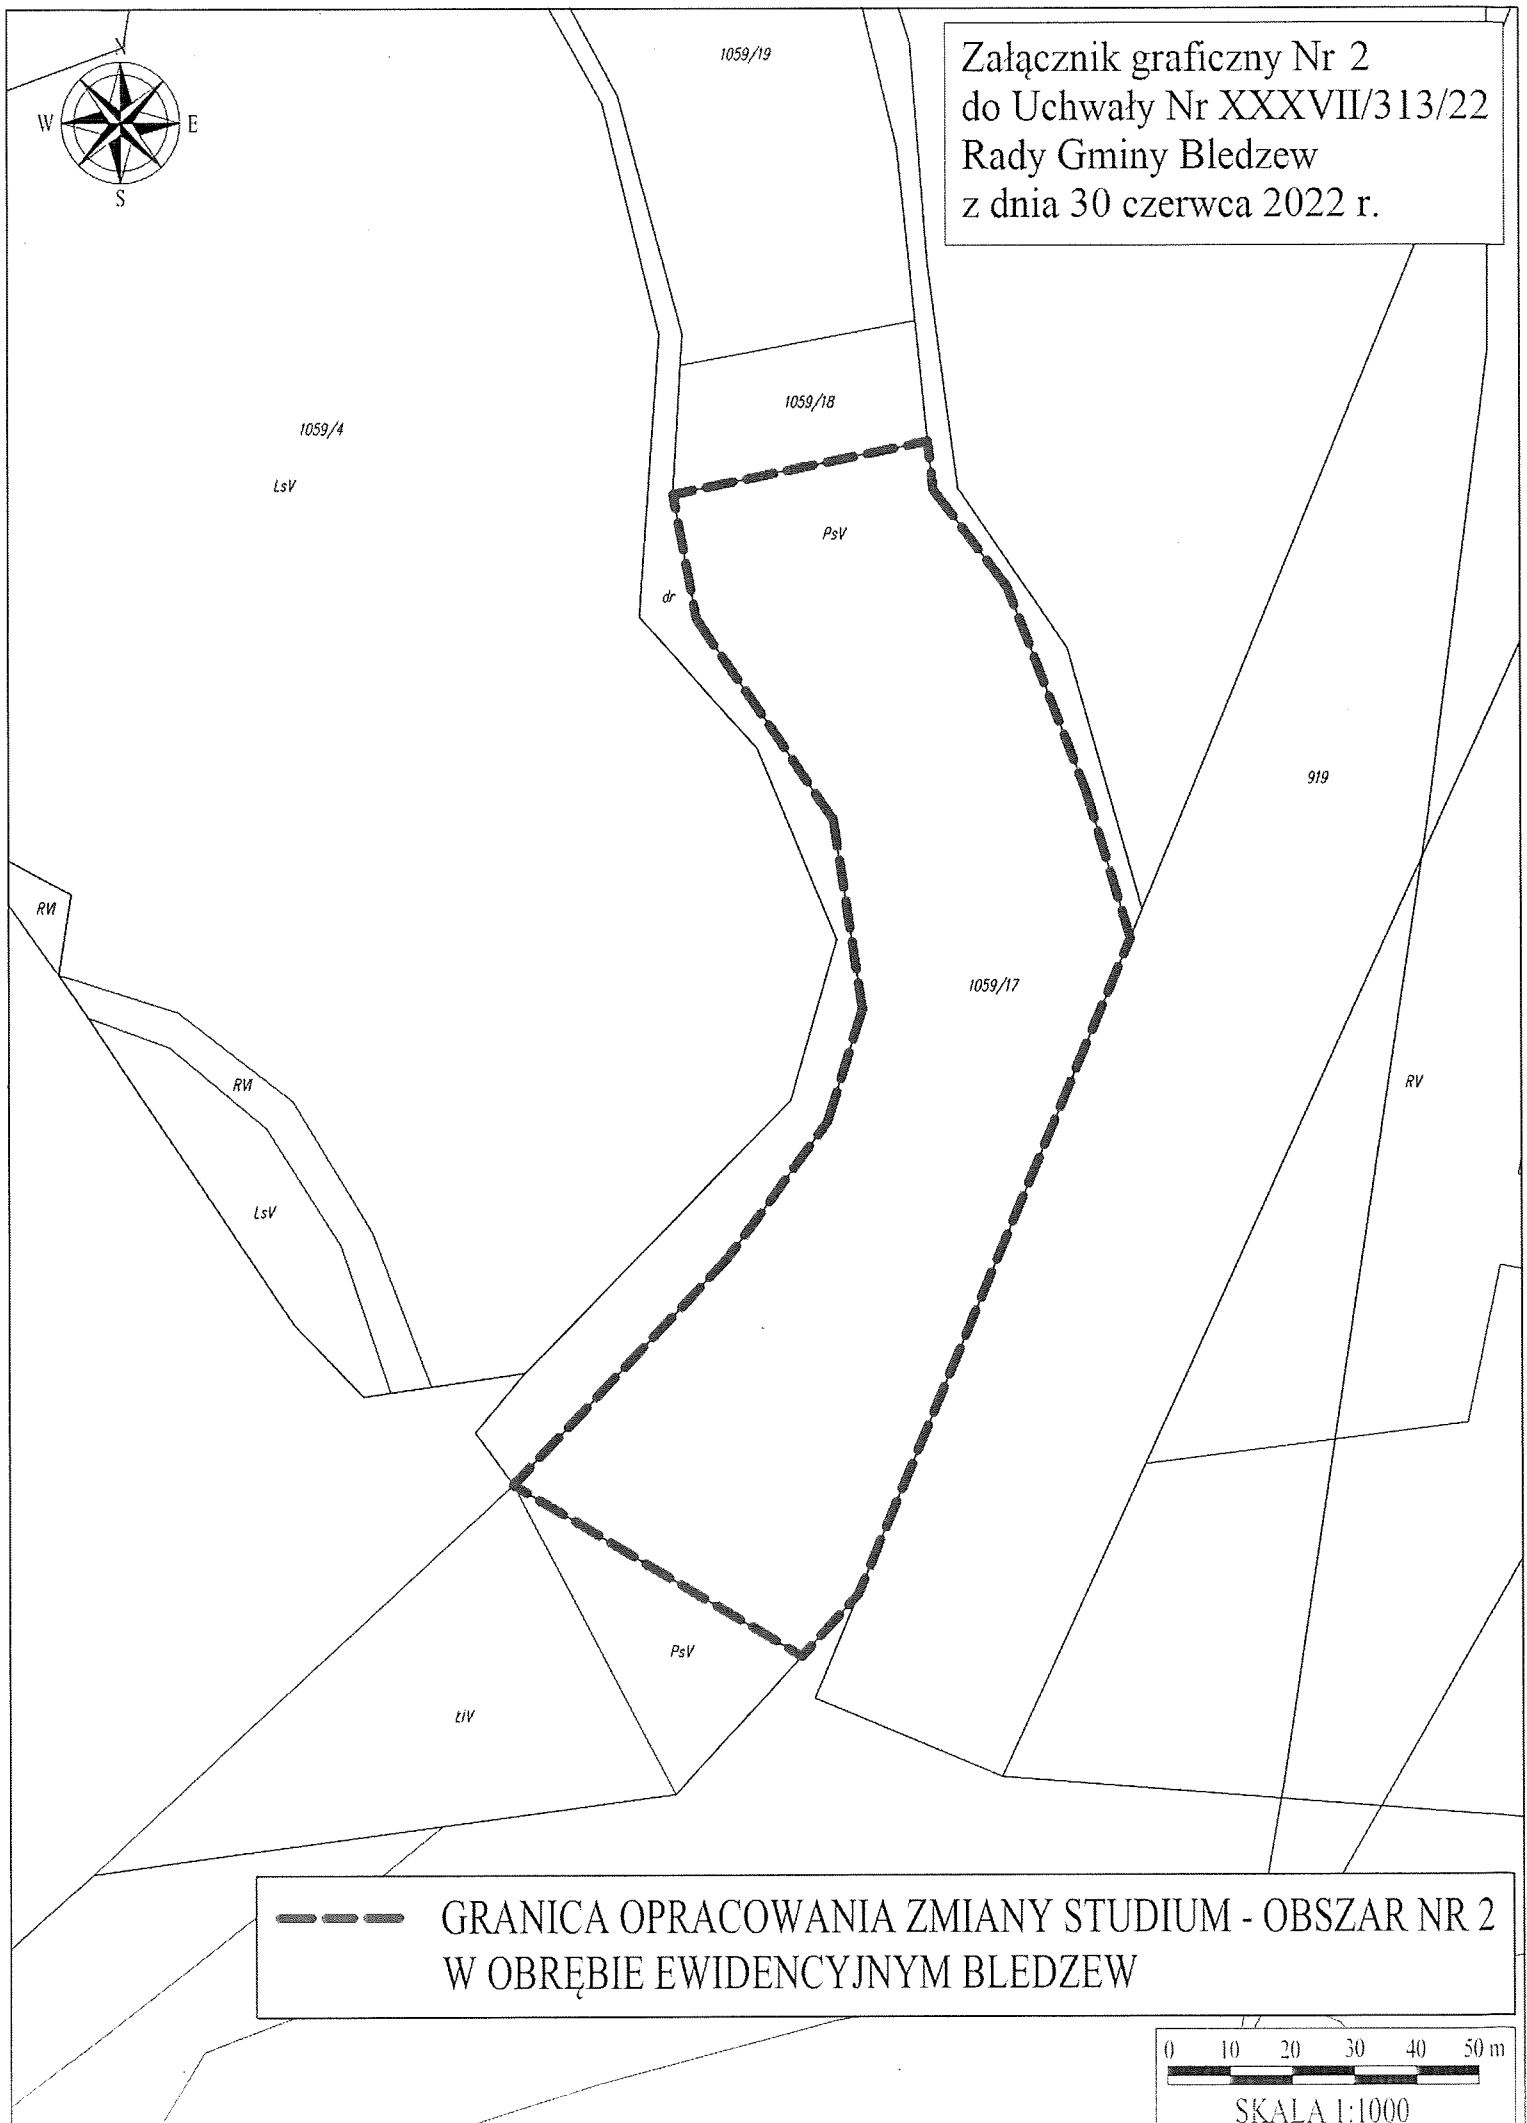 1059/19
Załącznik graficzny Nr 2
do Uchwały Nr XXXVII/313/22
Rady Gminy Bledzew
z dnia 30 czerwca 2022 r.
N
W E
S
1059/18
1059/4
LsV
PsV
dr
919
RVI
1059/17
RV
RVI
LsV
PsV
ŁIV
GRANICA OPRACOWANIA ZMIANY STUDIUM - OBSZAR NR 2
W OBRĘBIE EWIDENCYJNYM BLEDZEW
0 10 20 30 40 50 m
SKALA 1:1000